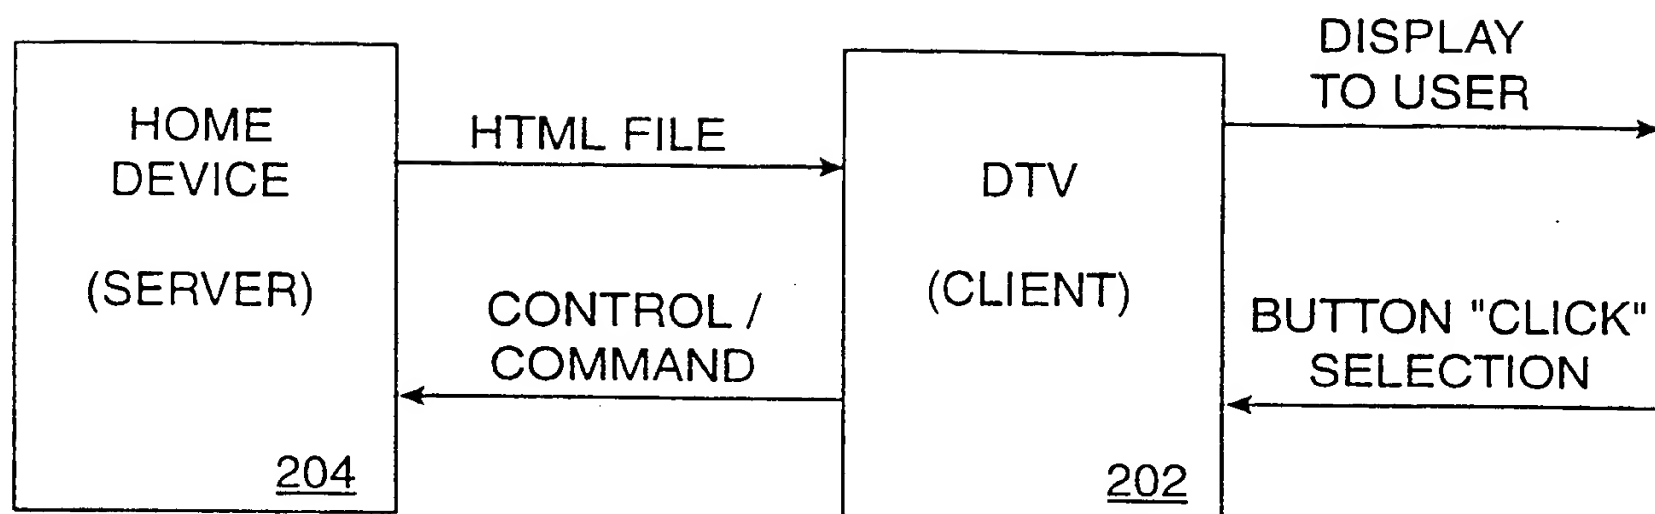 HOME
DEVICE
(SERVER)
204
HTML FILE
CONTROL /
COMMAND
DTV
(CLIENT)
202
DISPLAY
TO USER
BUTTON "CLICK"
SELECTION